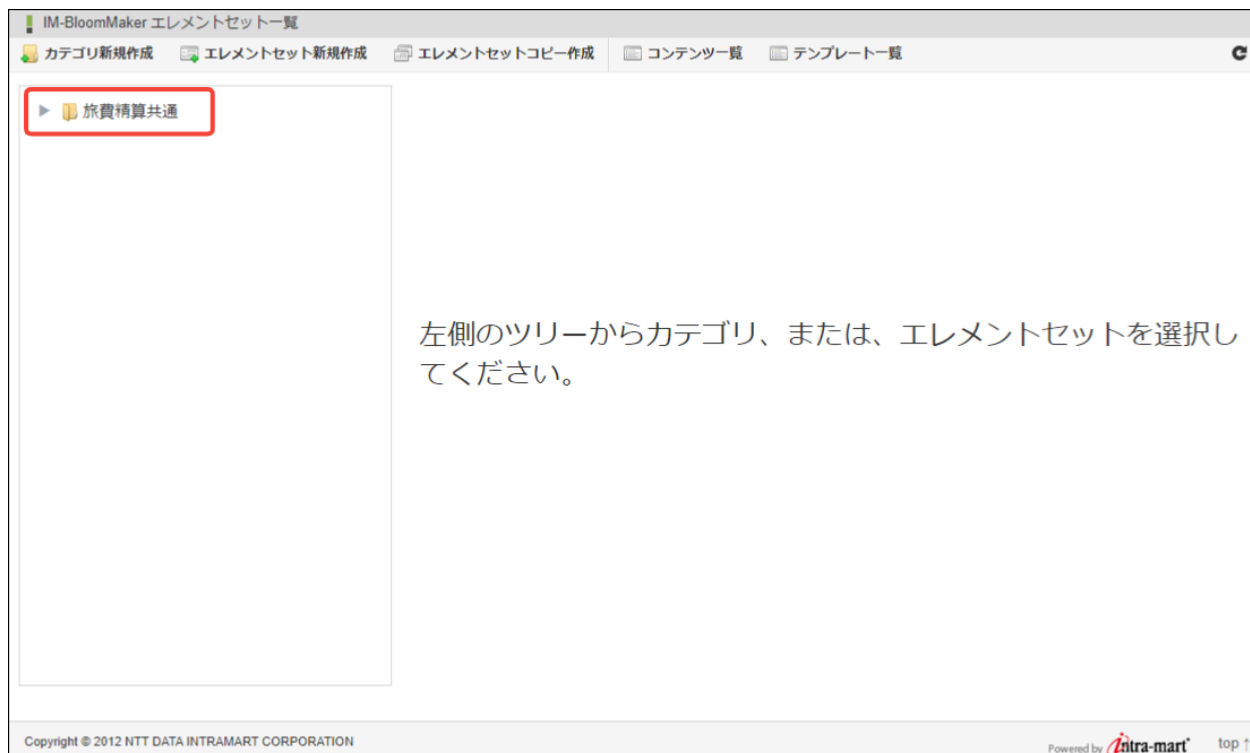 IM-BloomMaker エレメントセット一覧
カテゴリ新規作成 エレメントセット新規作成 エレメントセットコピー作成 コンテンツ一覧 テンプレート一覧
旅費精算共通
左側のツリーからカテゴリ、または、エレメントセットを選択し
てください。
Copyright © 2012 NTT DATA INTRAMART CORPORATION
Powered by intra-mart top ↑